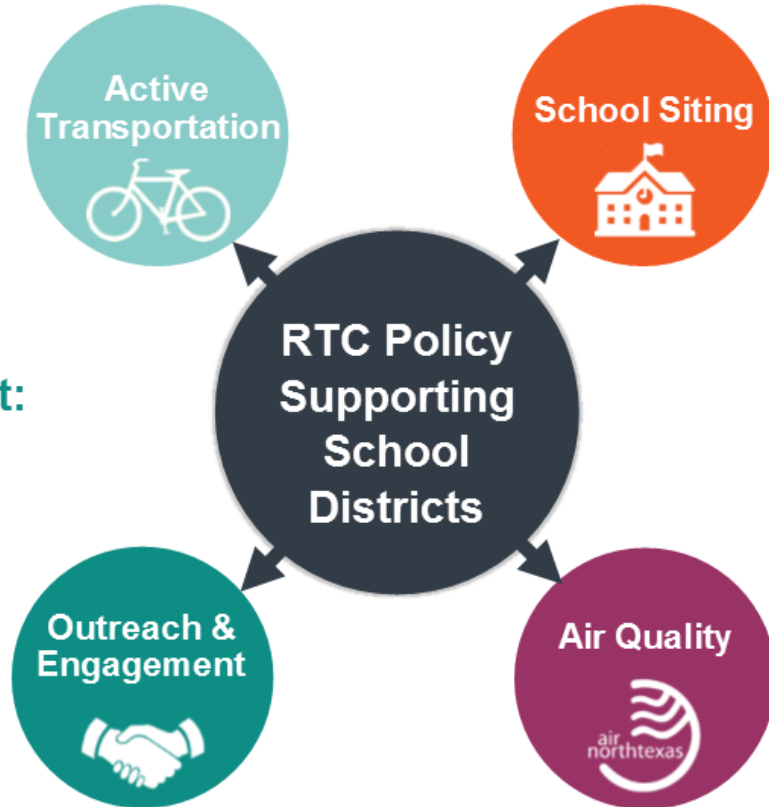 Active
Transportation
School Siting
RTC Policy
Supporting
School
Districts
t:
Outreach &
Engagement
Air Quality
air
northtexas